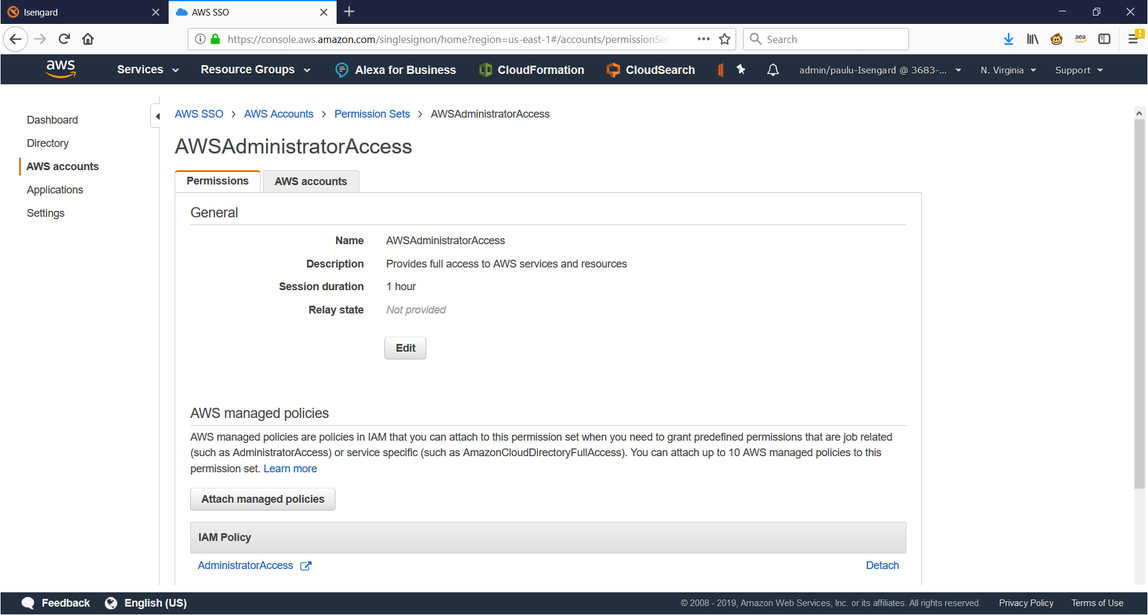 Isengard
AWS SSO
https://console.aws.amazon.com/singlesignon/home?region=us-east-1#/accounts/permissionSe
Search
aws
Services
Resource Groups
Alexa for Business
CloudFormation
CloudSearch
admin/paulu-Isengard @ 3683-...
N. Virginia
Support
Dashboard
Directory
AWS accounts
Applications
Settings
AWS SSO > AWS Accounts > Permission Sets > AWSAdministratorAccess
AWSAdministratorAccess
Permissions
AWS accounts
General
Name AWSAdministratorAccess
Description Provides full access to AWS services and resources
Session duration 1 hour
Relay state Not provided
Edit
AWS managed policies
AWS managed policies are policies in IAM that you can attach to this permission set when you need to grant predefined permissions that are job related
(such as AdministratorAccess) or service specific (such as AmazonCloudDirectoryFullAccess). You can attach up to 10 AWS managed policies to this
permission set. Learn more
Attach managed policies
IAM Policy
AdministratorAccess
Detach
Feedback
English (US)
© 2008 - 2019, Amazon Web Services, Inc. or its affiliates. All rights reserved.
Privacy Policy
Terms of Use